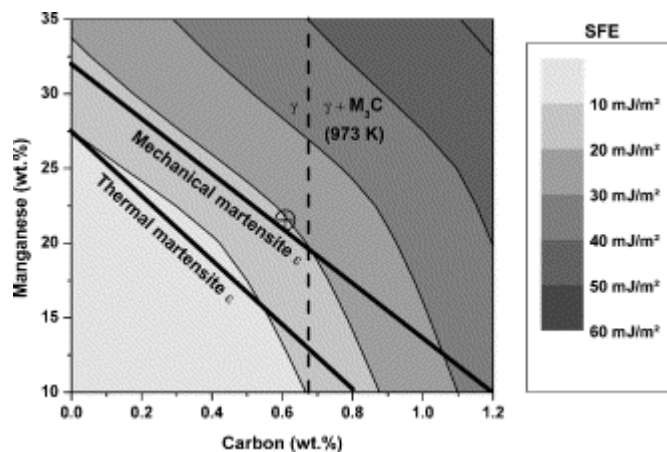 35
30
25
20
15
10
Manganese (wt.%)
γ
γ + M₃C
(973 K)
Mechanical martensite ε
Thermal martensite ε
0.0 0.2 0.4 0.6 0.8 1.0 1.2
Carbon (wt.%)
SFE
10 mJ/m²
20 mJ/m²
30 mJ/m²
40 mJ/m²
50 mJ/m²
60 mJ/m²